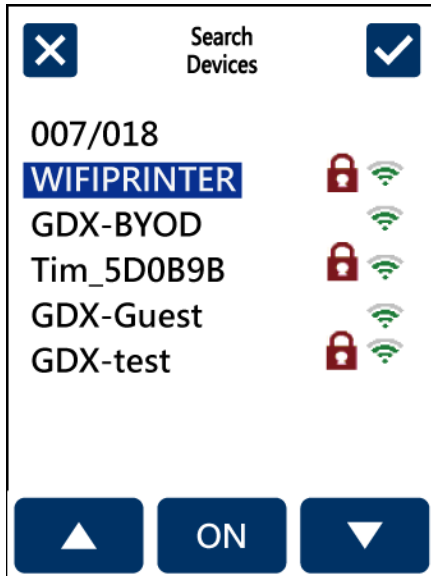 Search
Devices
007/018
WIFIPRINTER
GDX-BYOD
Tim_5D0B9B
GDX-Guest
GDX-test
ON